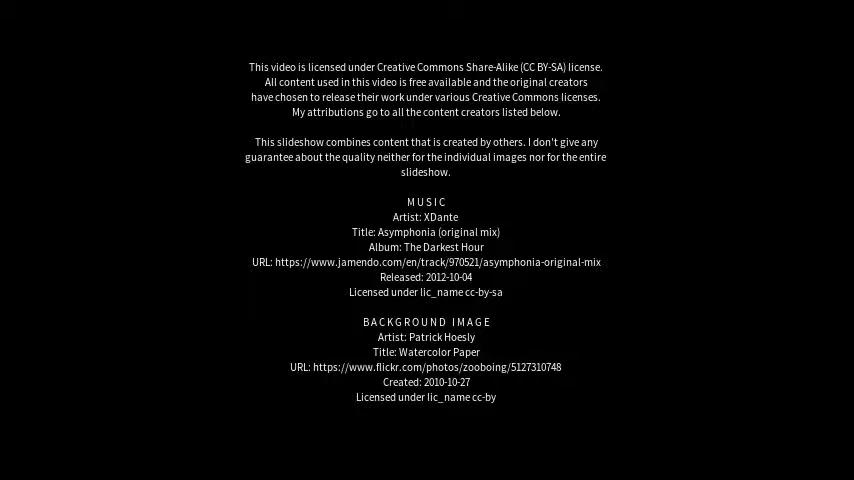 This video is licensed under Creative Commons Share-Alike (CC BY-SA) license.
All content used in this video is free available and the original creators
have chosen to release their work under various Creative Commons licenses.
My attributions go to all the content creators listed below.
This slideshow combines content that is created by others. I don't give any
guarantee about the quality neither for the individual images nor for the entire
slideshow.
MUSIC
Artist: XDante
Title: Asymphonia (original mix)
Album: The Darkest Hour
URL: https://www.jamendo.com/en/track/970521/asymphonia-original-mix
Released: 2012-10-04
Licensed under lic_name cc-by-sa
BACKGROUND IMAGE
Artist: Patrick Hoesly
Title: Watercolor Paper
URL: https://www.flickr.com/photos/zooboing/5127310748
Created: 2010-10-27
Licensed under lic_name cc-by